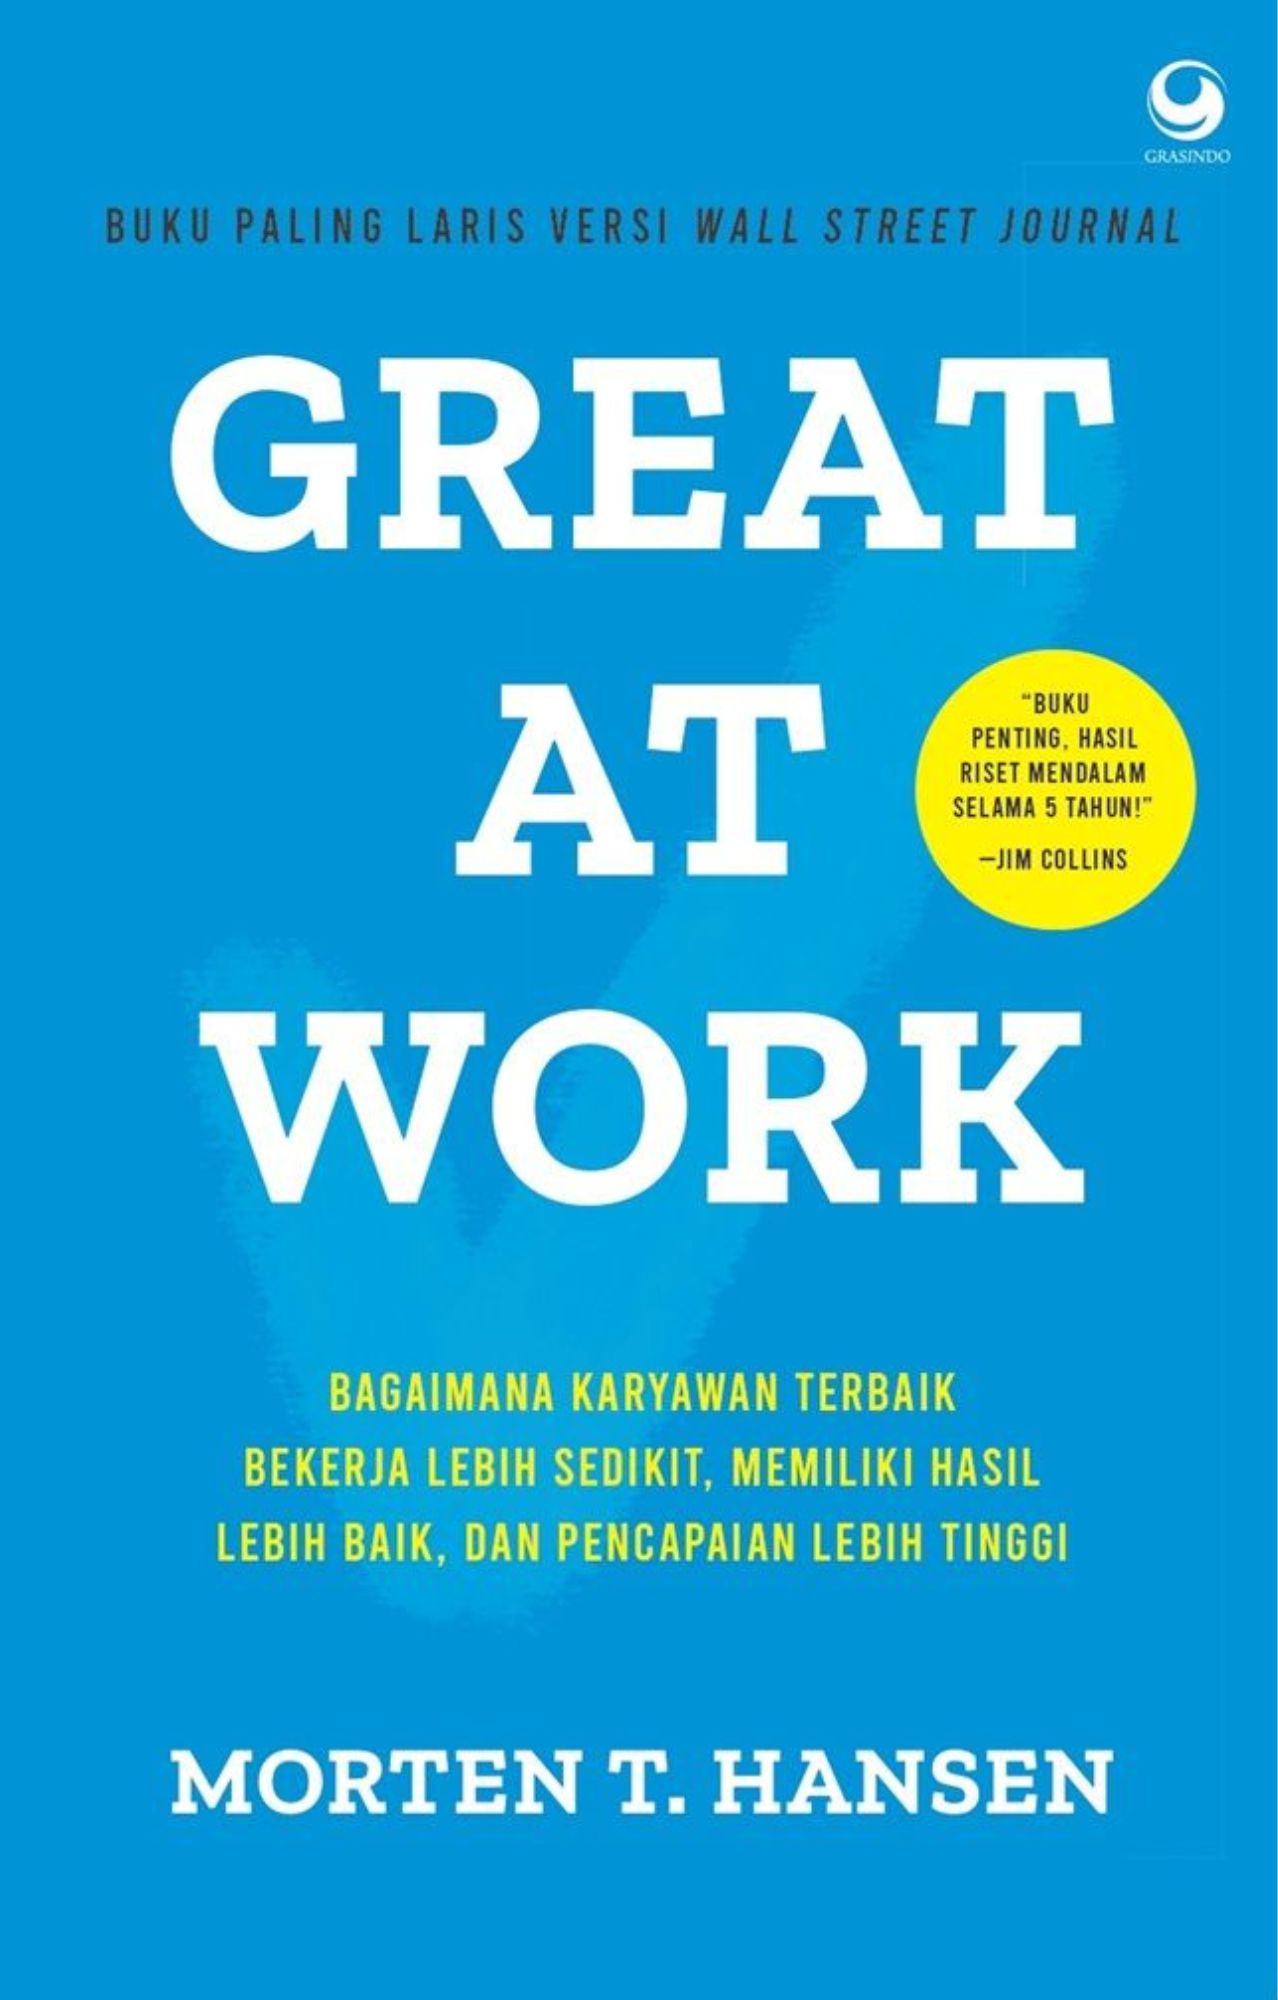 GRASINDO
BUKU PALING LARIS VERSI WALL STREET JOURNAL
GREAT
AT
WORK
“BUKU
PENTING, HASIL
RISET MENDALAM
SELAMA 5 TAHUN!”
—JIM COLLINS
BAGAIMANA KARYAWAN TERBAIK
BEKERJA LEBIH SEDIKIT, MEMILIKI HASIL
LEBIH BAIK, DAN PENCAPAIAN LEBIH TINGGI
MORTEN T. HANSEN